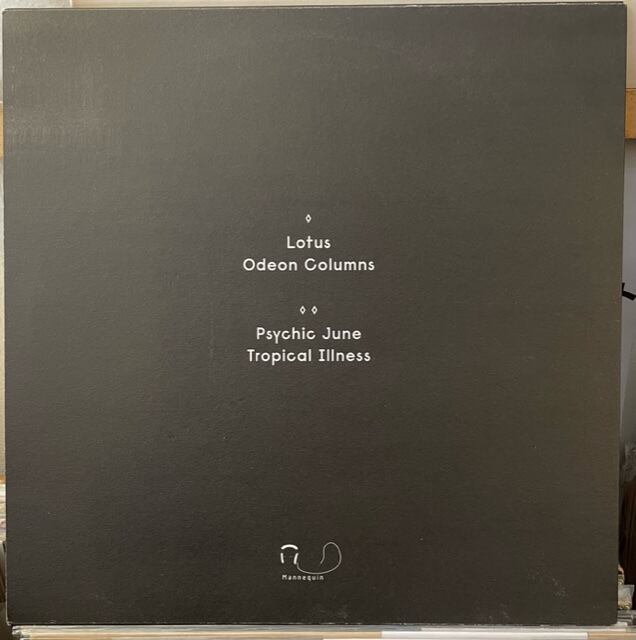 ◊
Lotus
Odeon Columns
◊ ◊
Psychic June
Tropical Illness
Mannequin